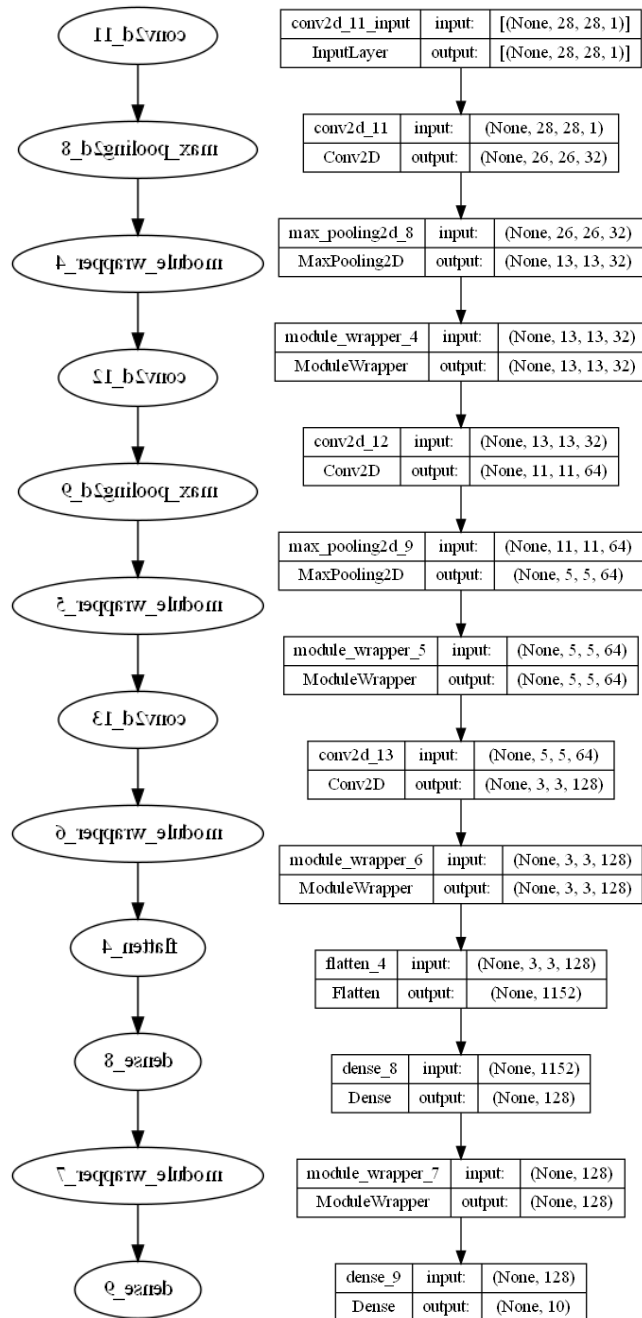 conv2d_11
max_pooling2d_8
module_wrapper_4
conv2d_12
max_pooling2d_9
module_wrapper_5
conv2d_13
module_wrapper_6
flatten_4
dense_8
module_wrapper_7
dense_9
conv2d_11_input input: [(None, 28, 28, 1)]
InputLayer output: [(None, 28, 28, 1)]
conv2d_11 input: (None, 28, 28, 1)
Conv2D output: (None, 26, 26, 32)
max_pooling2d_8 input: (None, 26, 26, 32)
MaxPooling2D output: (None, 13, 13, 32)
module_wrapper_4 input: (None, 13, 13, 32)
ModuleWrapper output: (None, 13, 13, 32)
conv2d_12 input: (None, 13, 13, 32)
Conv2D output: (None, 11, 11, 64)
max_pooling2d_9 input: (None, 11, 11, 64)
MaxPooling2D output: (None, 5, 5, 64)
module_wrapper_5 input: (None, 5, 5, 64)
ModuleWrapper output: (None, 5, 5, 64)
conv2d_13 input: (None, 5, 5, 64)
Conv2D output: (None, 3, 3, 128)
module_wrapper_6 input: (None, 3, 3, 128)
ModuleWrapper output: (None, 3, 3, 128)
flatten_4 input: (None, 3, 3, 128)
Flatten output: (None, 1152)
dense_8 input: (None, 1152)
Dense output: (None, 128)
module_wrapper_7 input: (None, 128)
ModuleWrapper output: (None, 128)
dense_9 input: (None, 128)
Dense output: (None, 10)